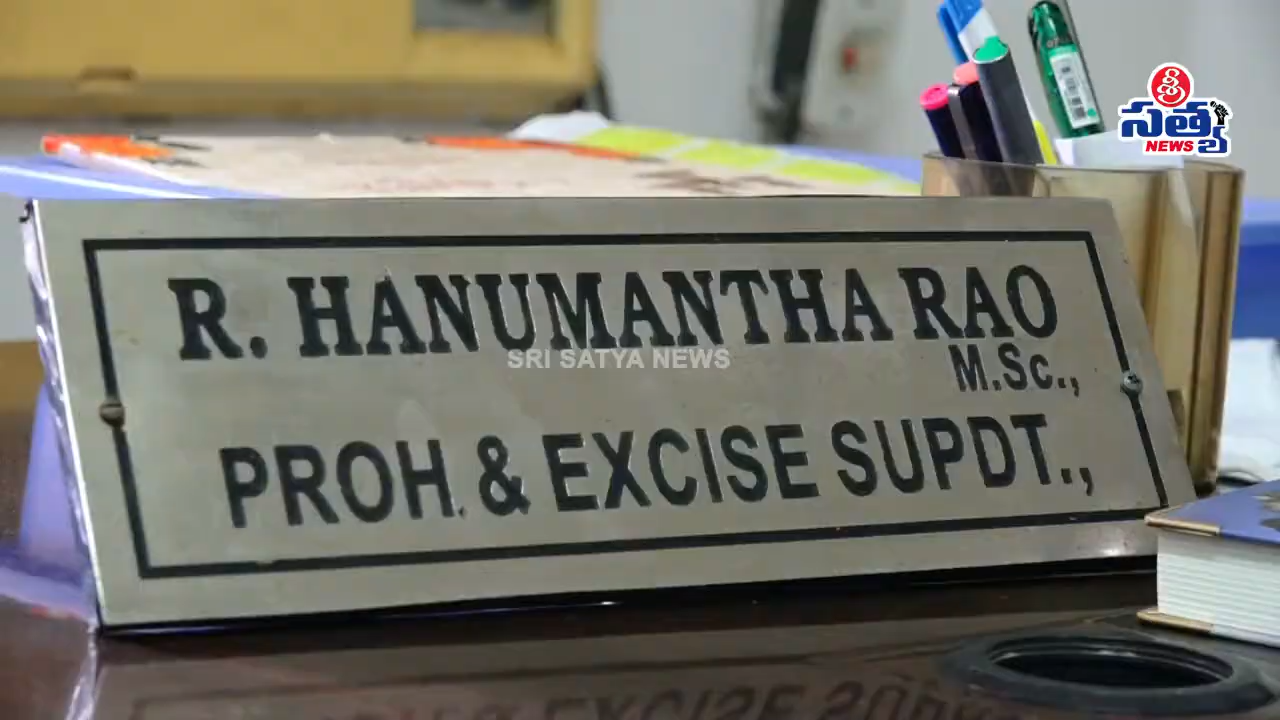 శ్రీ
సత్య
NEWS
R. HANUMANTHA RAO
SRI SATYA NEWS
M.Sc.,
PROH. & EXCISE SUPDT.,